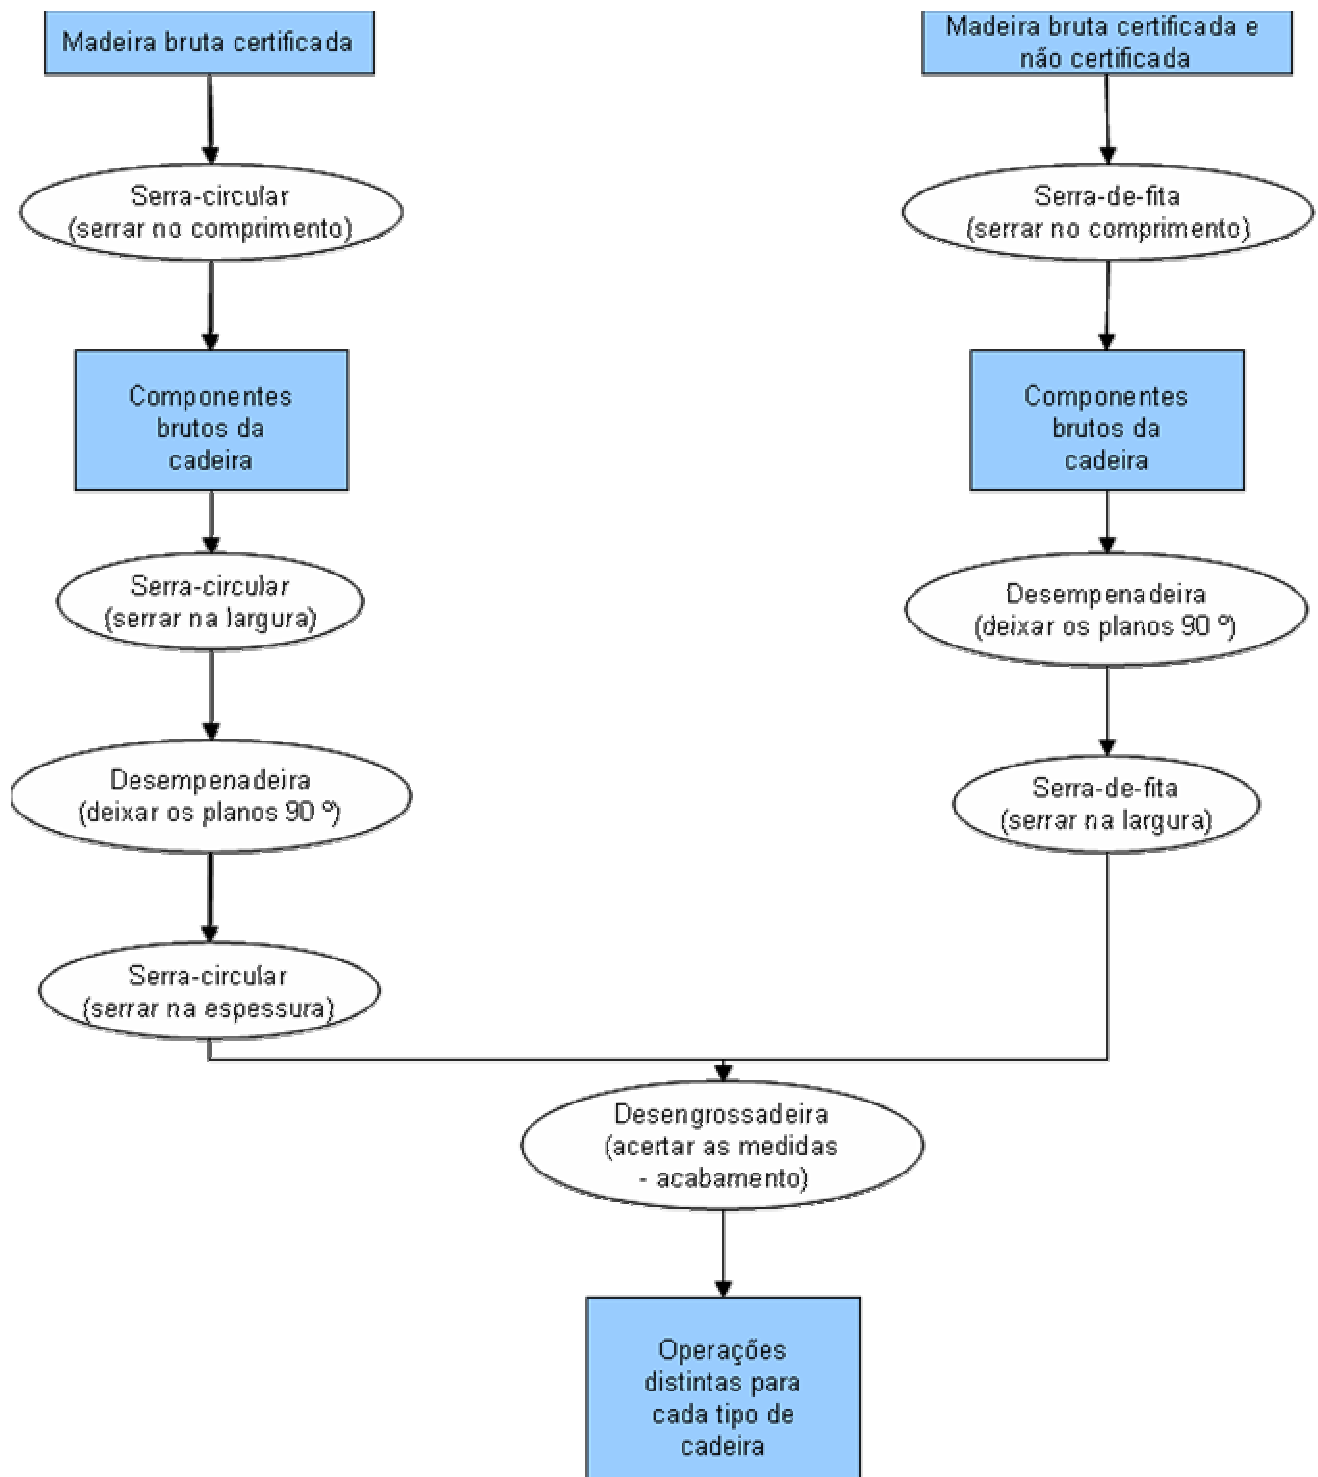 Madeira bruta certificada
Madeira bruta certificada e
não certificada
Serra-circular
(serrar no comprimento)
Serra-de-fita
(serrar no comprimento)
Componentes
brutos da
cadeira
Componentes
brutos da
cadeira
Serra-circular
(serrar na largura)
Desempenadeira
(deixar os planos 90 º)
Desempenadeira
(deixar os planos 90 º)
Serra-de-fita
(serrar na largura)
Serra-circular
(serrar na espessura)
Desengrossadeira
(acertar as medidas
- acabamento)
Operações
distintas para
cada tipo de
cadeira